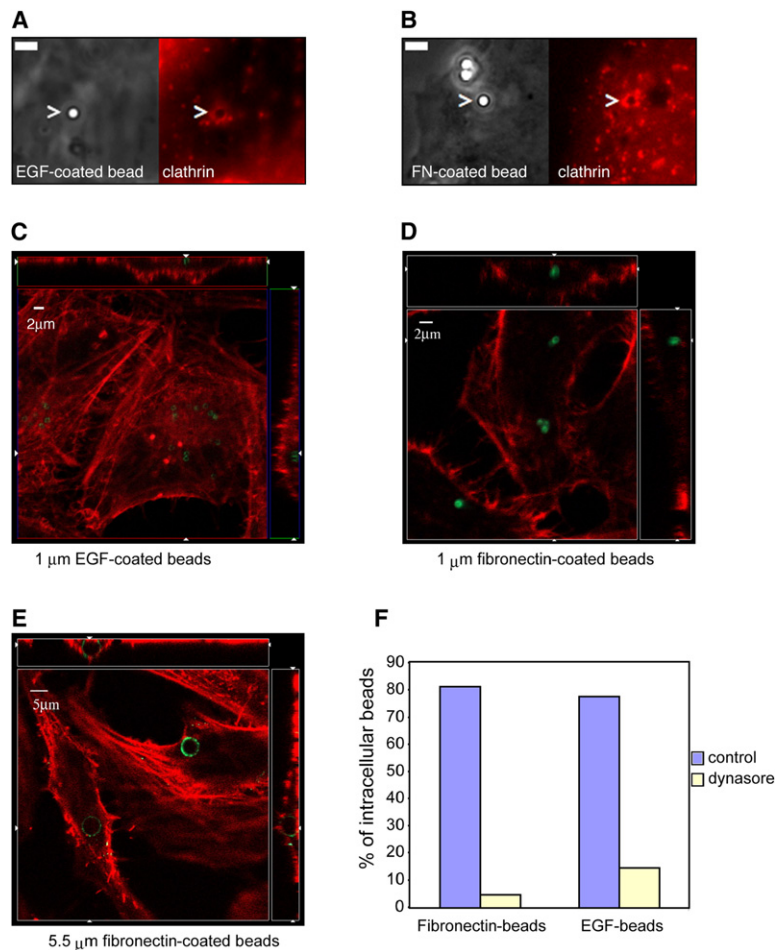 A
B
EGF-coated bead
clathrin
FN-coated bead
clathrin
C
D
2μm
2μm
1 μm EGF-coated beads
1 μm fibronectin-coated beads
E
F
5μm
5.5 μm fibronectin-coated beads
% of intracellular beads
90
80
70
60
50
40
30
20
10
0
Fibronectin-beads
EGF-beads
control
dynasore